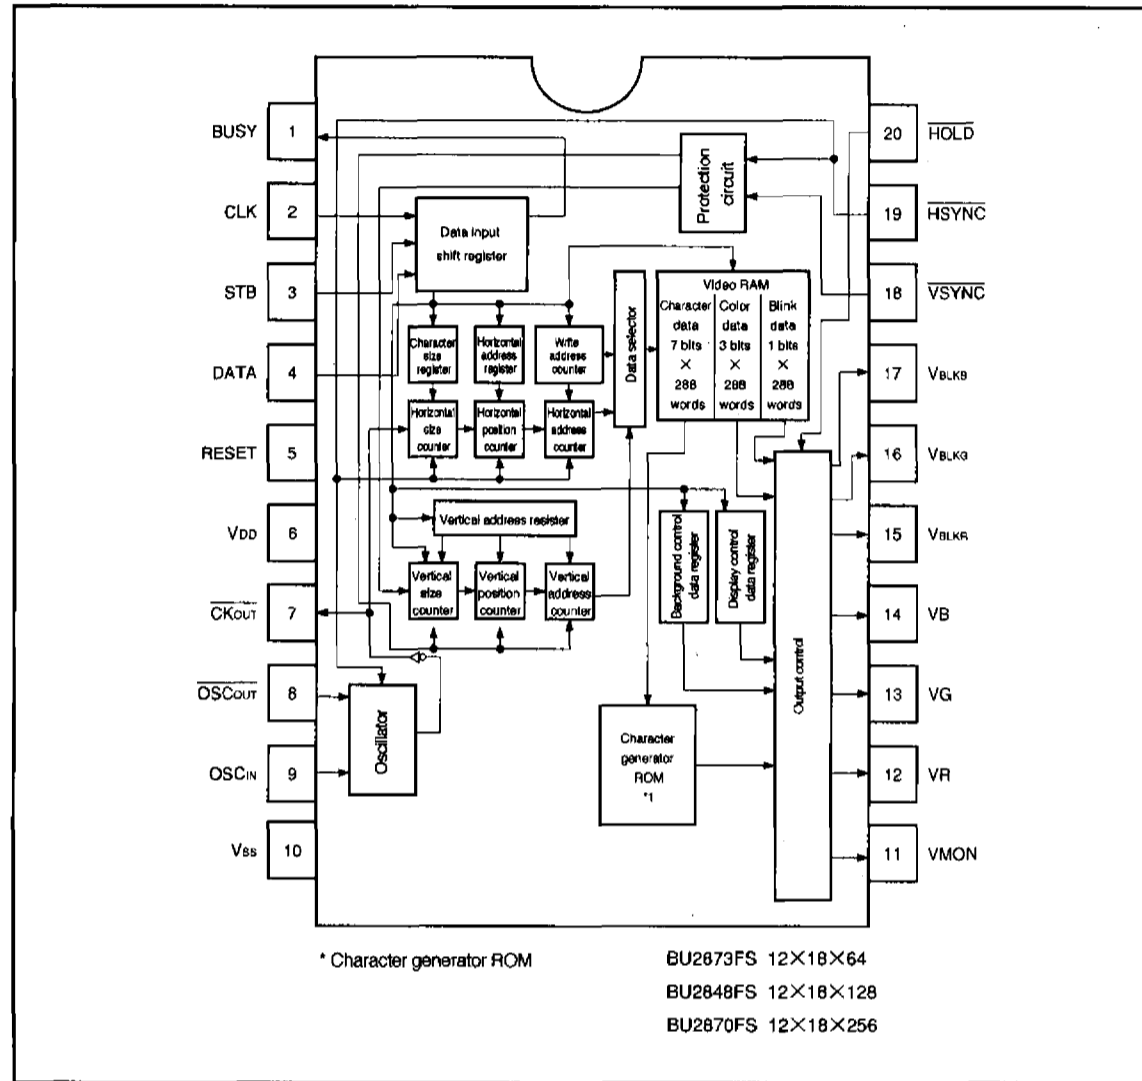 BUSY 1
CLK 2
STB 3
DATA 4
RESET 5
VDD 6
CKOUT 7
OSCOUT 8
OSCIN 9
VSS 10
20 HOLD
19 HSYNC
18 VSYNC
17 VBLKB
16 VBLKG
15 VBLKR
14 VB
13 VG
12 VR
11 VMON
Protection
circuit
Data input
shift register
Character
size
register
Horizontal
address
register
Write
address
counter
Data selector
Video RAM
Character
data
7 bits
×
288
words
Color
data
3 bits
×
288
words
Blink
data
1 bits
×
288
words
Horizontal
size
counter
Horizontal
position
counter
Horizontal
address
counter
Vertical address register
Vertical
size
counter
Vertical
position
counter
Vertical
address
counter
Background control
data register
Display control
data register
Output control
Oscillator
Character
generator
ROM
*1
* Character generator ROM
BU2873FS 12×18×64
BU2848FS 12×18×128
BU2870FS 12×18×256